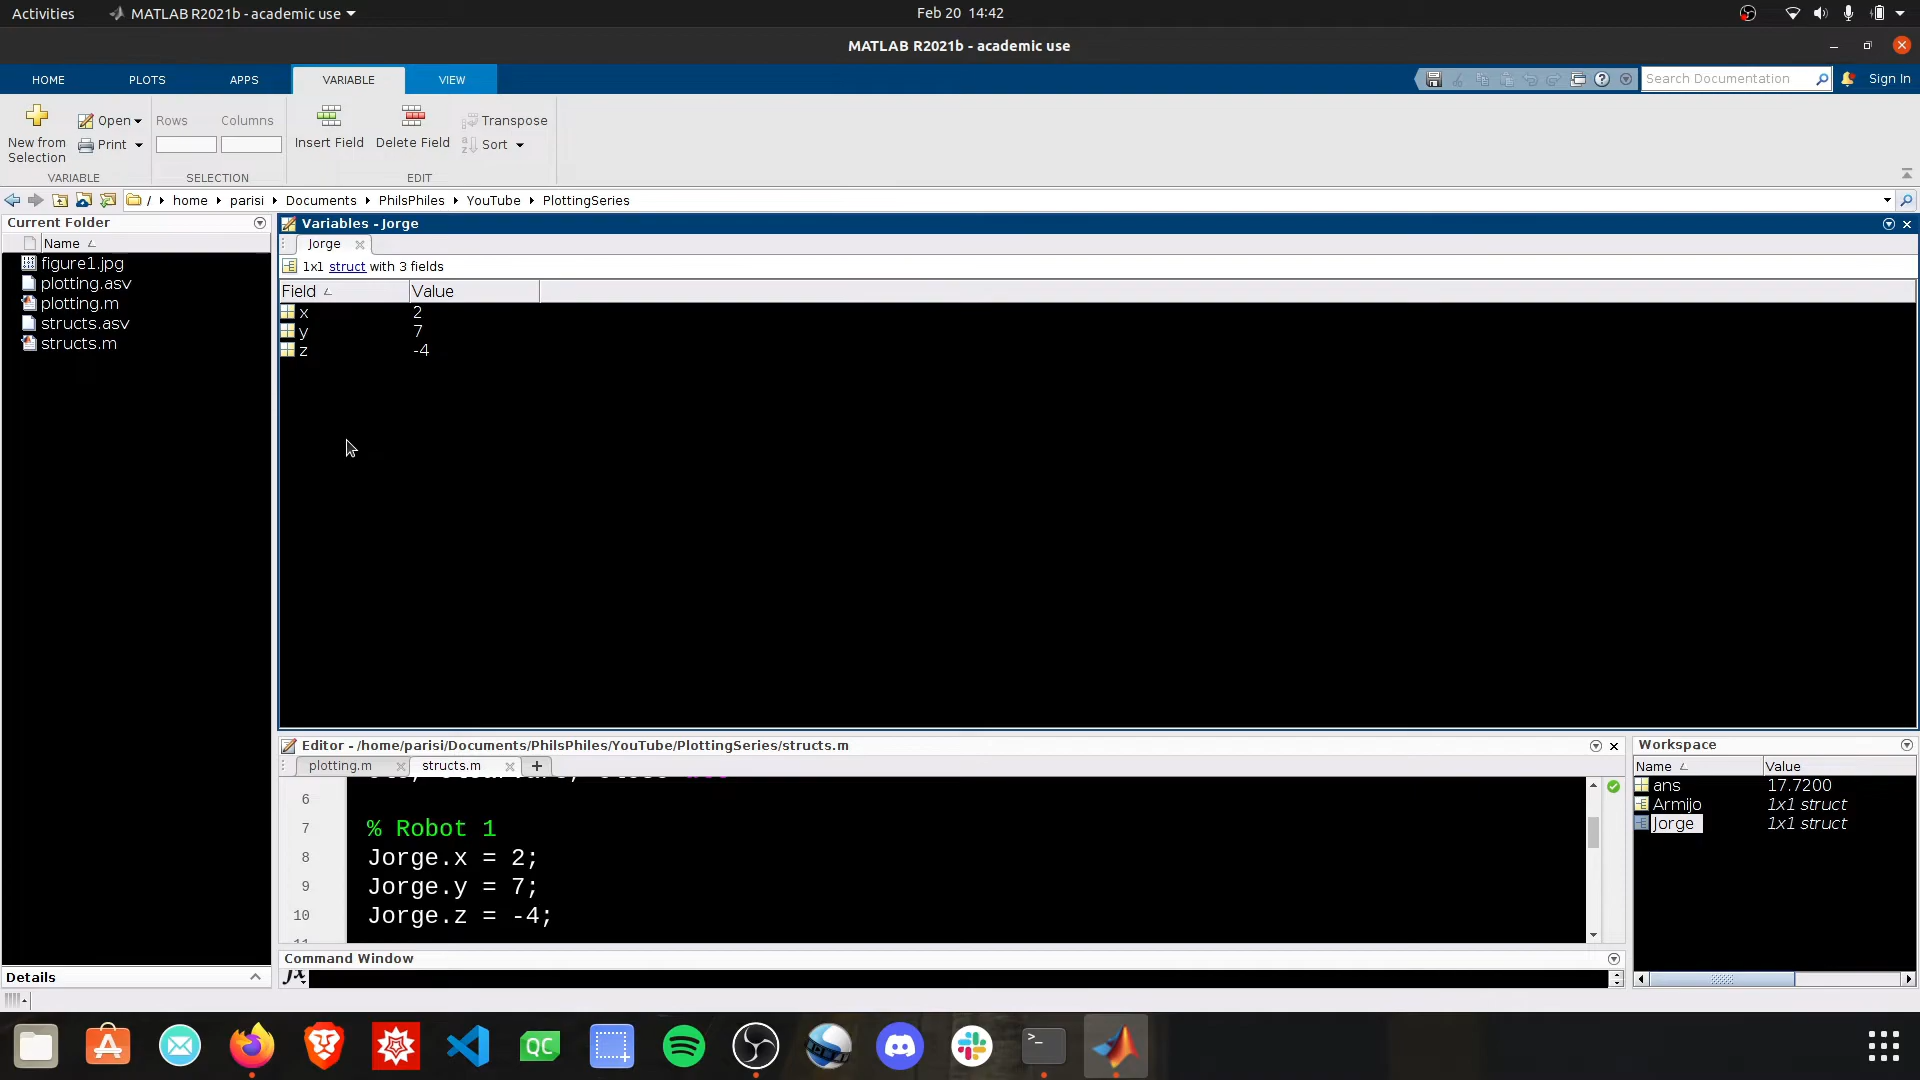 Activities MATLAB R2021b - academic use Feb 20 14:42
MATLAB R2021b - academic use
HOME PLOTS APPS VARIABLE VIEW Search Documentation Sign In
New from Selection Open Print Rows Columns Insert Field Delete Field Transpose Sort
VARIABLE SELECTION EDIT
/ home parisi Documents PhilsPhiles YouTube PlottingSeries
Current Folder
Name
figure1.jpg
plotting.asv
plotting.m
structs.asv
structs.m
Details
Variables - Jorge
Jorge
1x1 struct with 3 fields
Field Value
x 2
y 7
z -4
Editor - /home/parisi/Documents/PhilsPhiles/YouTube/PlottingSeries/structs.m
plotting.m structs.m +
6
7 % Robot 1
8 Jorge.x = 2;
9 Jorge.y = 7;
10 Jorge.z = -4;
Command Window
fx
Workspace
Name Value
ans 17.7200
Armijo 1x1 struct
Jorge 1x1 struct
QC